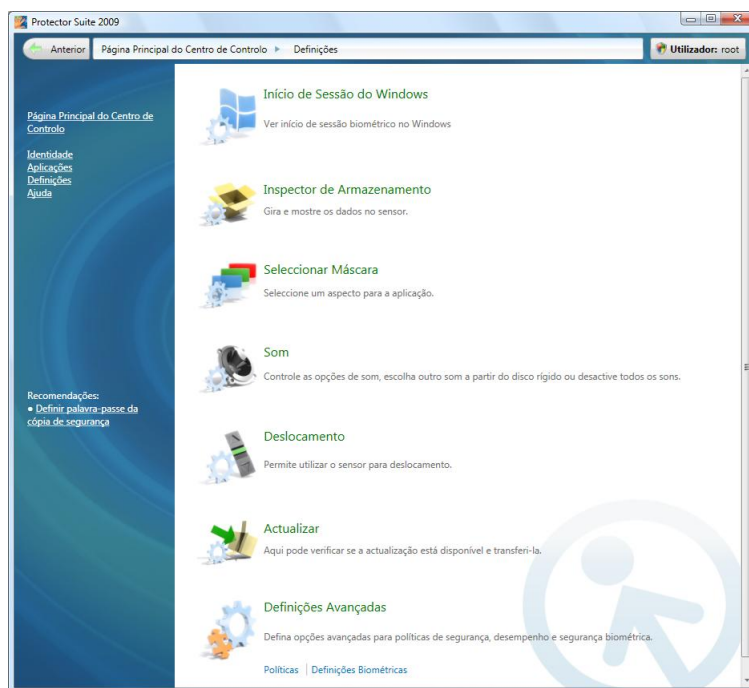 Protector Suite 2009
Anterior
Página Principal do Centro de Controlo
Definições
Utilizador: root
Página Principal do Centro de
Controlo
Identidade
Aplicações
Definições
Ajuda
Recomendações:
Definir palavra-passe da
cópia de segurança
Início de Sessão do Windows
Ver início de sessão biométrico no Windows
Inspector de Armazenamento
Gira e mostre os dados no sensor.
Seleccionar Máscara
Seleccione um aspecto para a aplicação.
Som
Controle as opções de som, escolha outro som a partir do disco rígido ou desactive todos os sons.
Deslocamento
Permite utilizar o sensor para deslocamento.
Actualizar
Aqui pode verificar se a actualização está disponível e transferi-la.
Definições Avançadas
Defina opções avançadas para políticas de segurança, desempenho e segurança biométrica.
Políticas | Definições Biométricas